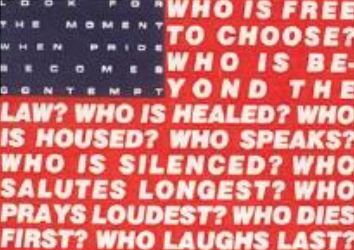 LOOK FOR
THE MOMENT
WHEN PRIDE
BECOMES
CONTEMPT
WHO IS FREE
TO CHOOSE?
WHO IS BE-
YOND THE
LAW? WHO IS HEALED? WHO
IS HOUSED? WHO SPEAKS?
WHO IS SILENCED? WHO
SALUTES LONGEST? WHO
PRAYS LOUDEST? WHO DIES
FIRST? WHO LAUGHS LAST?